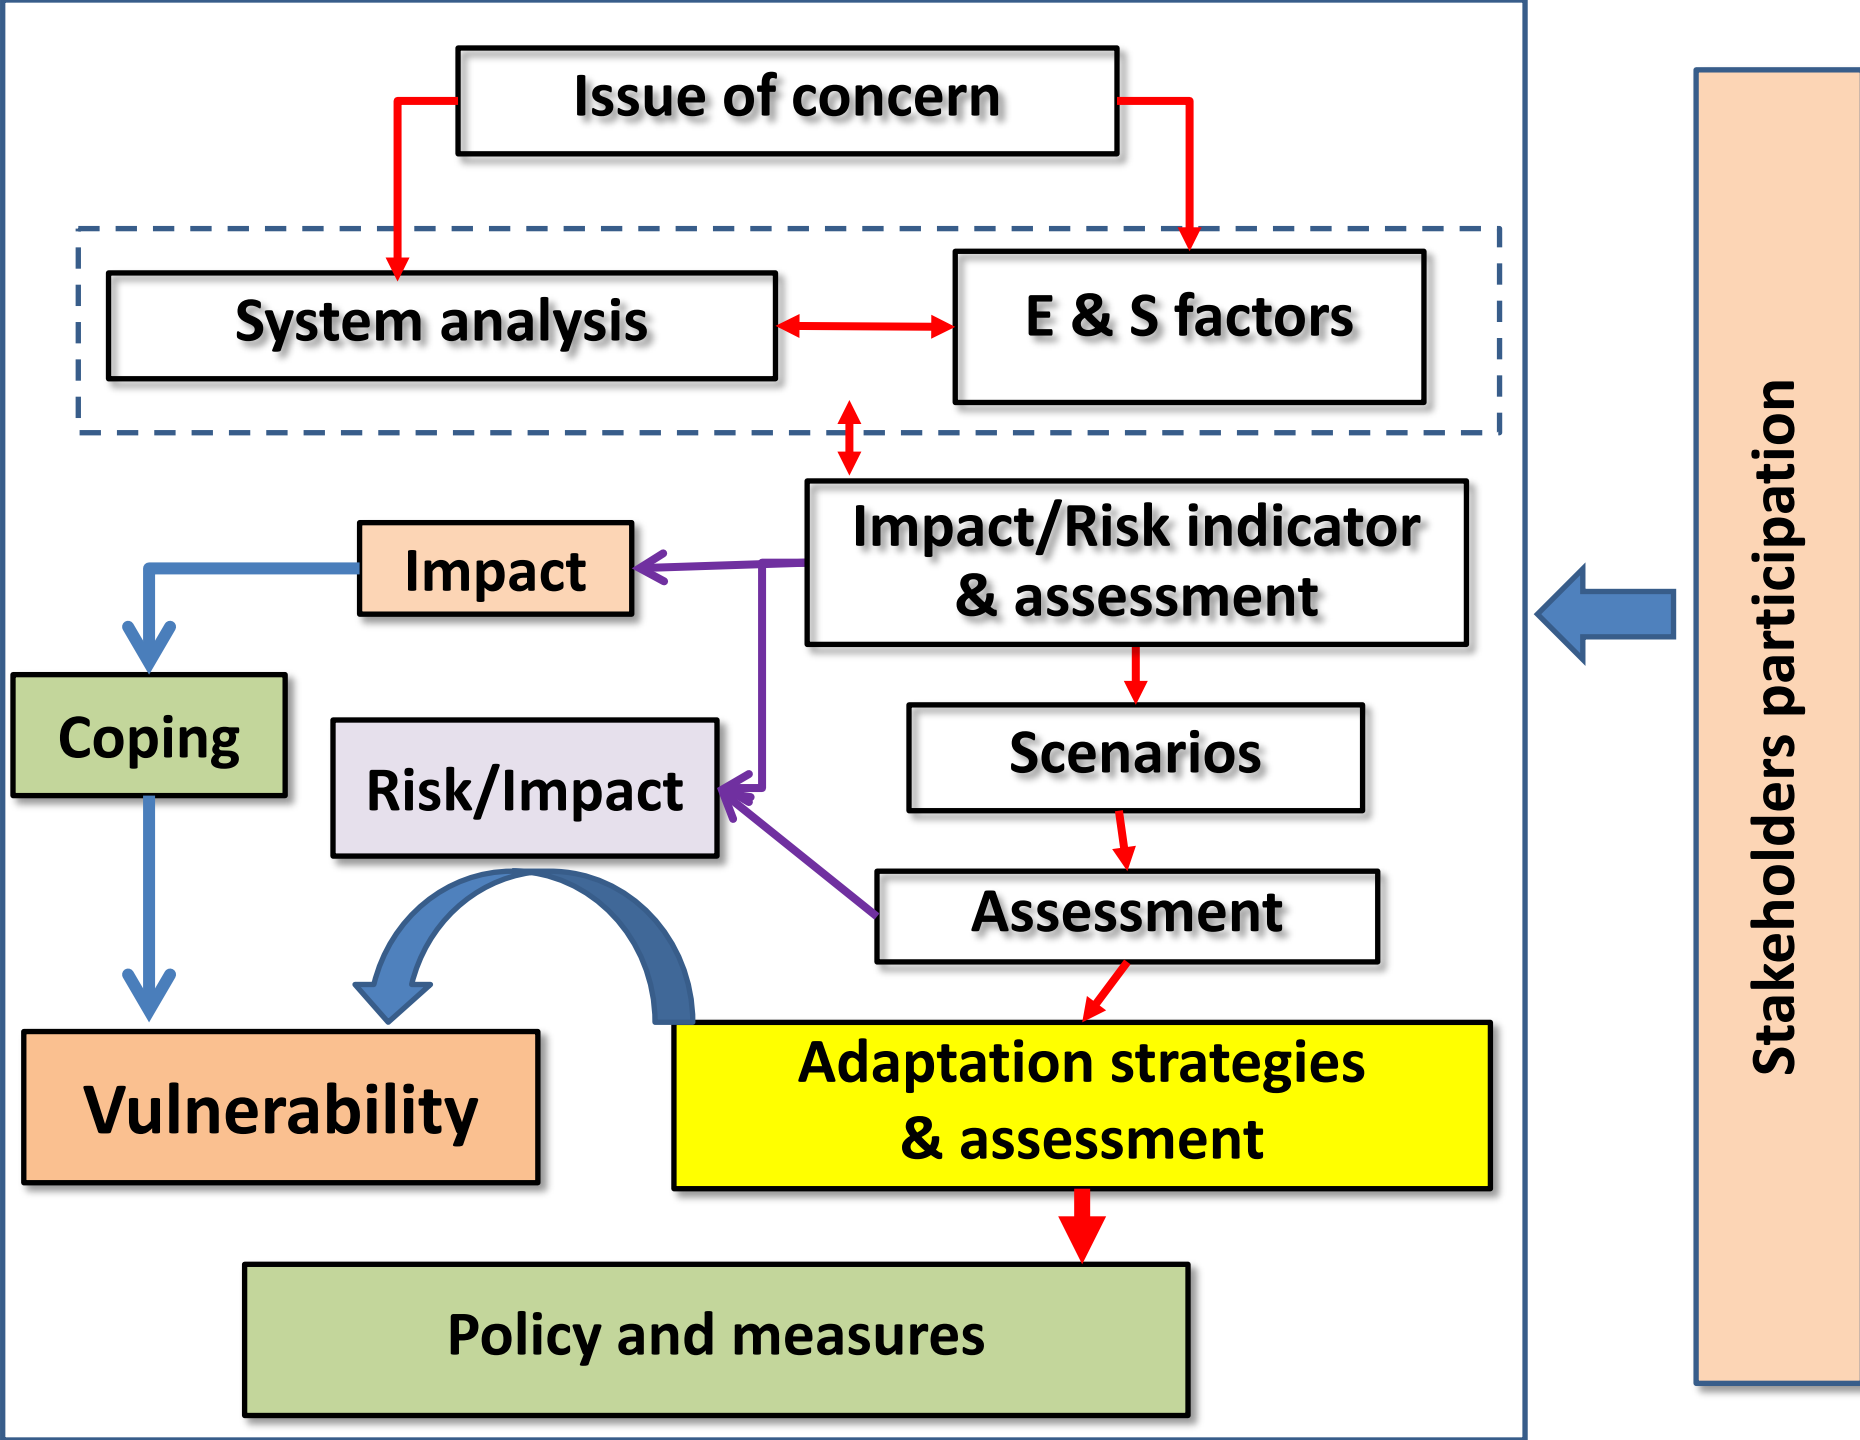 Issue of concern
System analysis
E & S factors
Impact/Risk indicator
& assessment
Impact
Coping
Risk/Impact
Scenarios
Assessment
Adaptation strategies
& assessment
Vulnerability
Policy and measures
Stakeholders participation